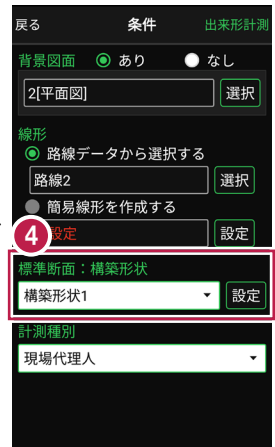 戻る 条件 出来形計測
背景図面 あり なし
2[平面図] 選択
線形
路線データから選択する
路線2 選択
簡易線形を作成する
4 設定 設定
標準断面：構築形状
構築形状1 設定
計測種別
現場代理人